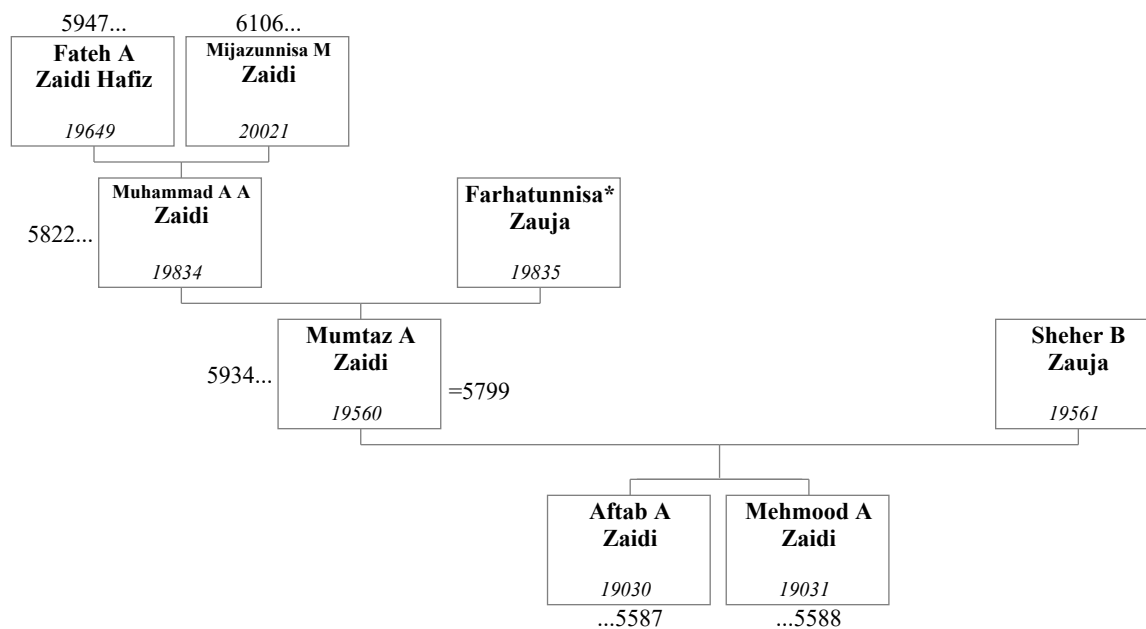 5947...
6106...
Fateh A
Zaidi Hafiz
19649
Mijazunnisa M
Zaidi
20021
5822...
Muhammad A A
Zaidi
19834
Farhatunnisa*
Zauja
19835
5934...
Mumtaz A
Zaidi
19560
=5799
Sheher B
Zauja
19561
Aftab A
Zaidi
19030
...5587
Mehmood A
Zaidi
19031
...5588